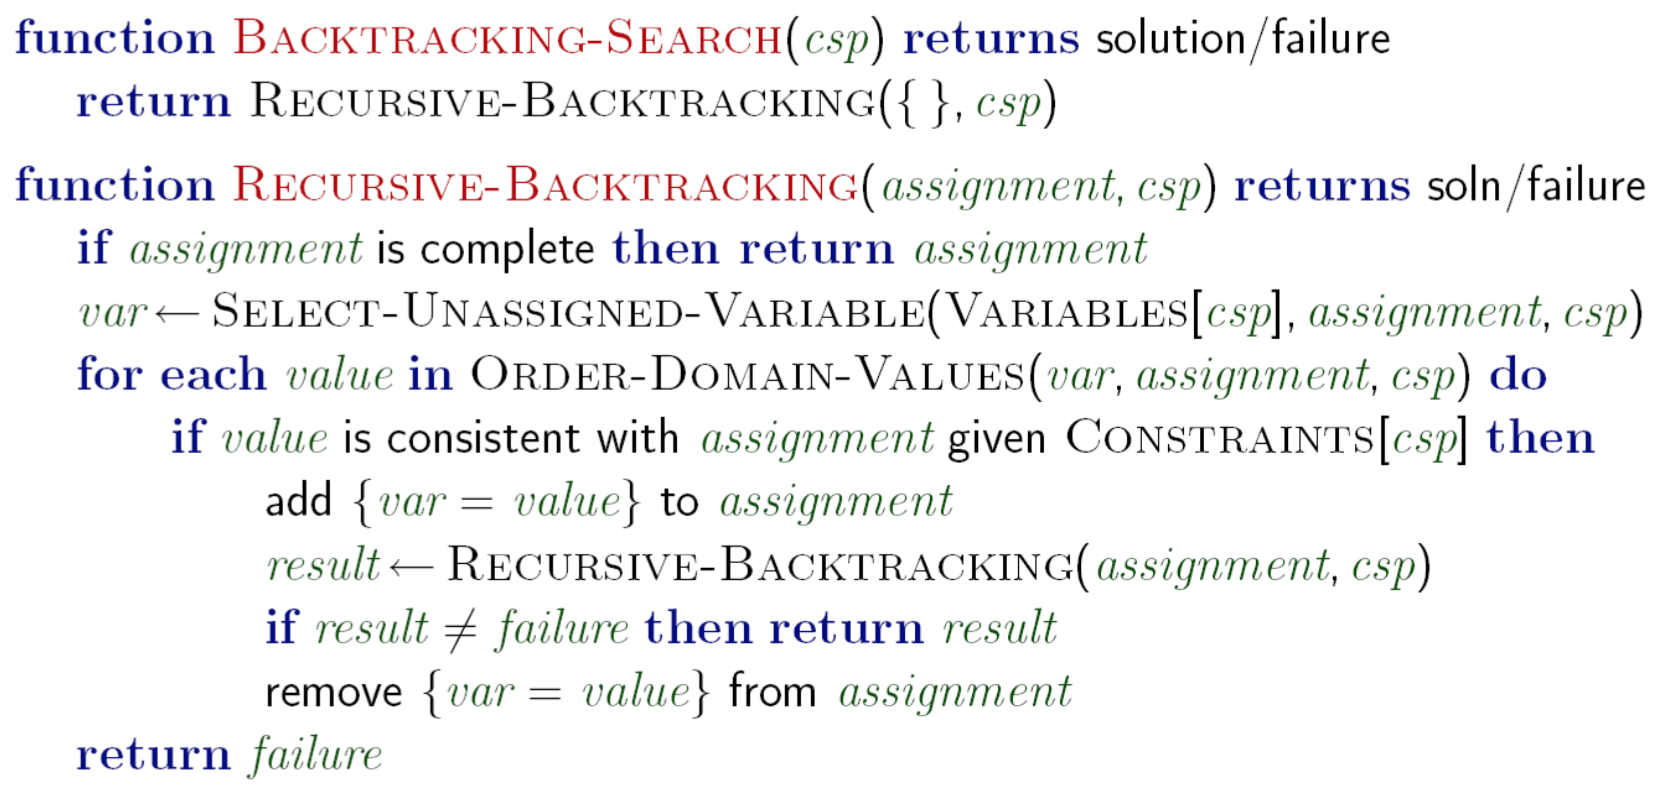 function BACKTRACKING-SEARCH(csp) returns solution/failure
return RECURSIVE-BACKTRACKING({ }, csp)
function RECURSIVE-BACKTRACKING(assignment, csp) returns soln/failure
if assignment is complete then return assignment
var ← SELECT-UNASSIGNED-VARIABLE(VARIABLES[csp], assignment, csp)
for each value in ORDER-DOMAIN-VALUES(var, assignment, csp) do
if value is consistent with assignment given CONSTRAINTS[csp] then
add {var = value} to assignment
result ← RECURSIVE-BACKTRACKING(assignment, csp)
if result ≠ failure then return result
remove {var = value} from assignment
return failure